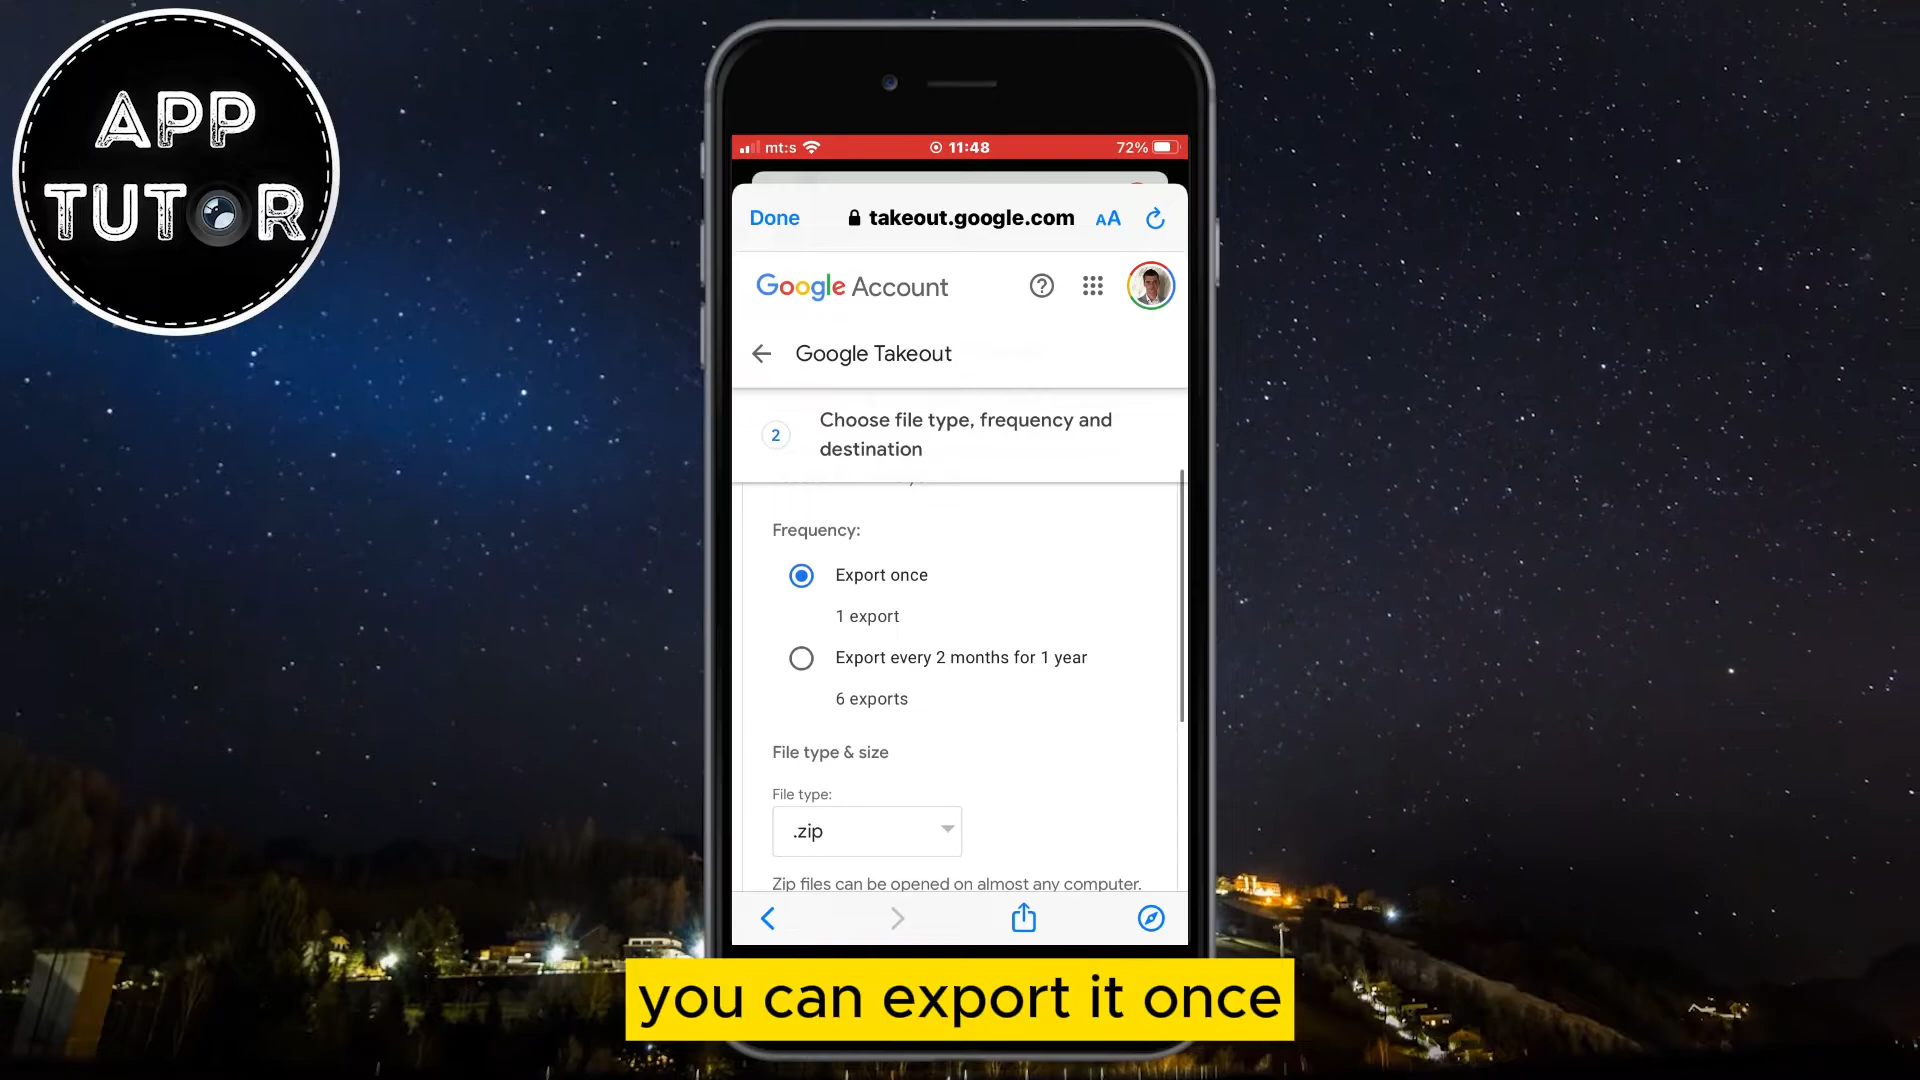 APP
TUTOR
mt:s
11:48
72%
Done
takeout.google.com
AA
Google Account
Google Takeout
2
Choose file type, frequency and
destination
Frequency:
Export once
1 export
Export every 2 months for 1 year
6 exports
File type & size
File type:
.zip
Zip files can be opened on almost any computer.
you can export it once